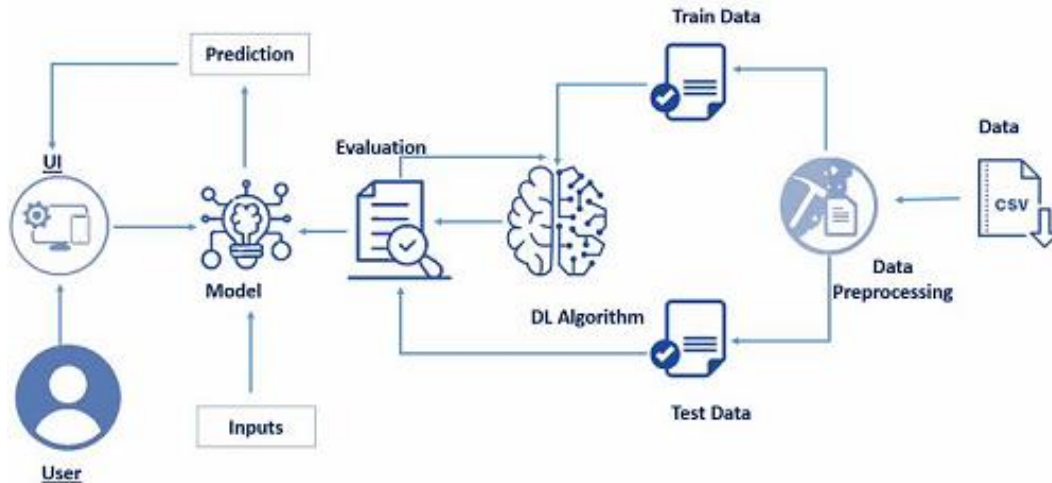 Train Data
Prediction
Data
Evaluation
UI
CSV
Model
Data
Preprocessing
DL Algorithm
Inputs
Test Data
User